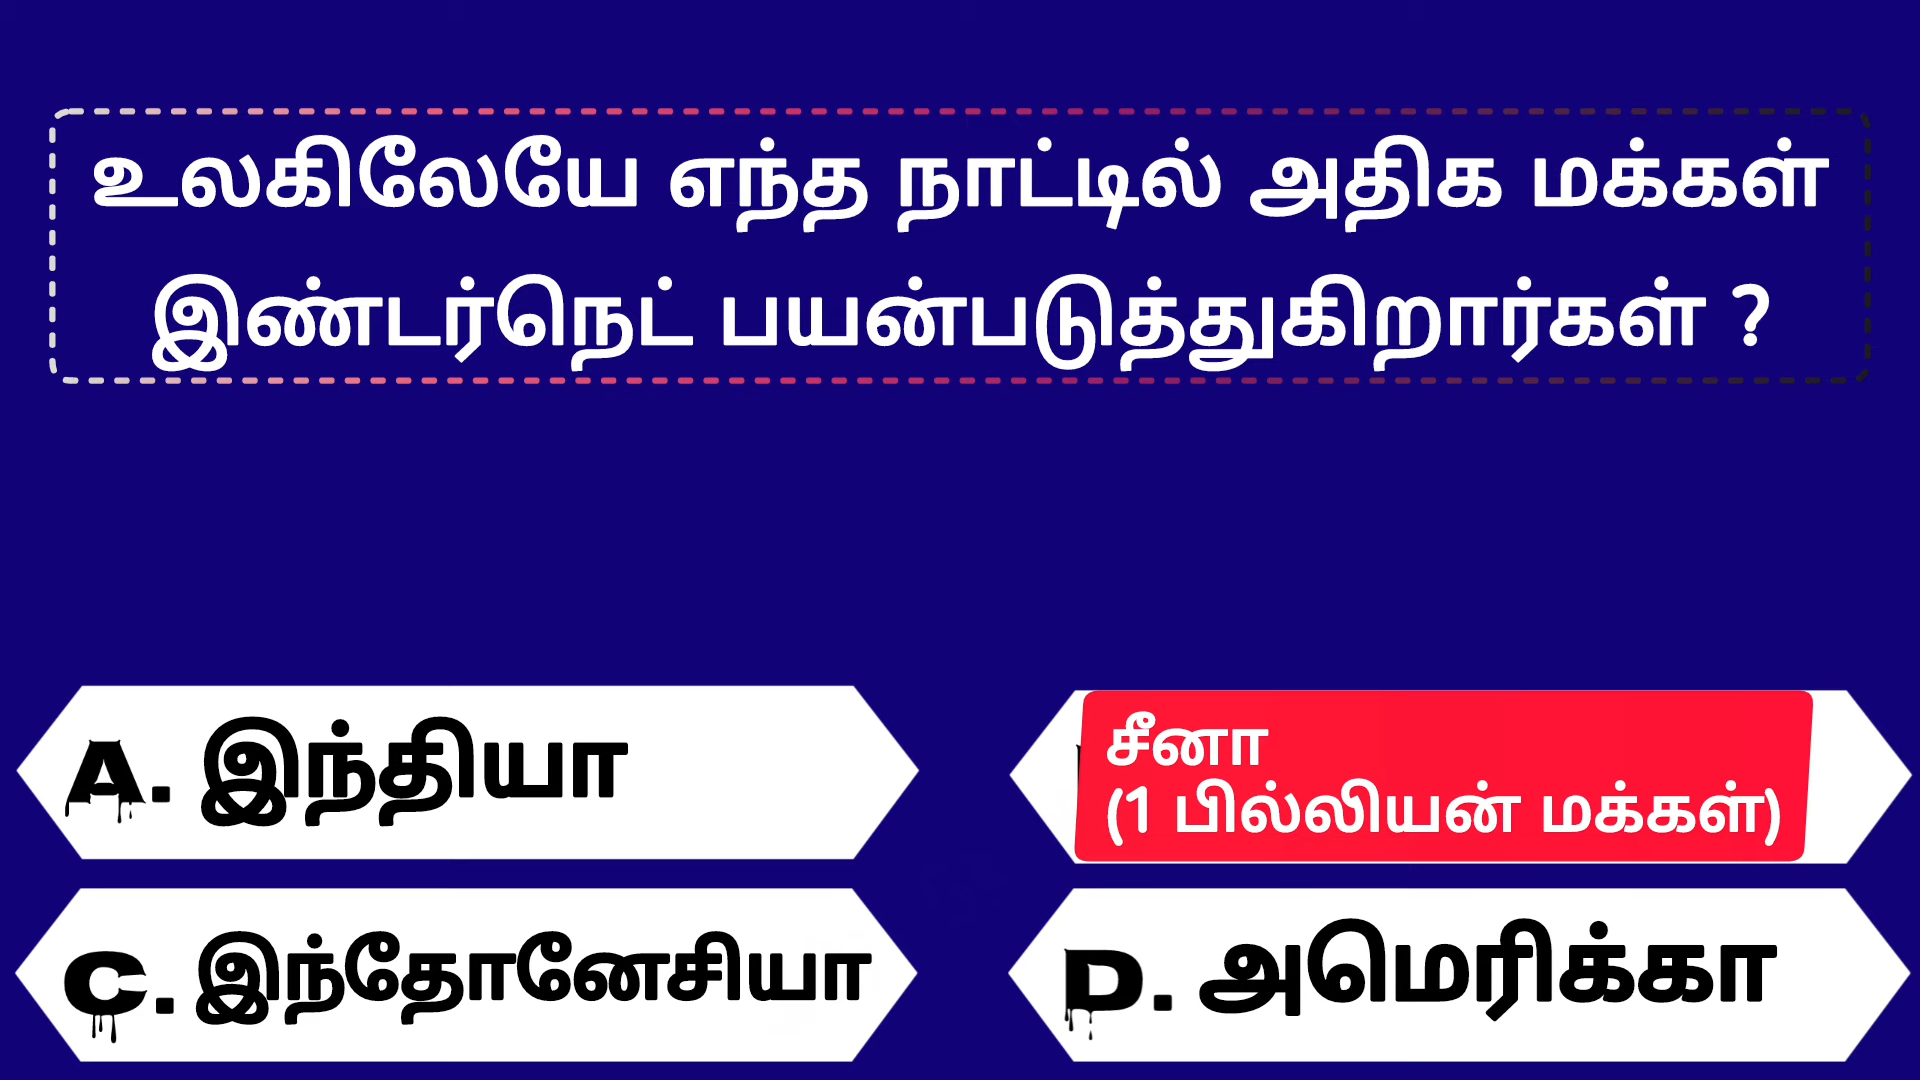 உலகிலேயே எந்த நாட்டில் அதிக மக்கள்
இண்டர்நெட் பயன்படுத்துகிறார்கள் ?
A. இந்தியா
சீனா
(1 பில்லியன் மக்கள்)
C. இந்தோனேசியா
D. அமெரிக்கா